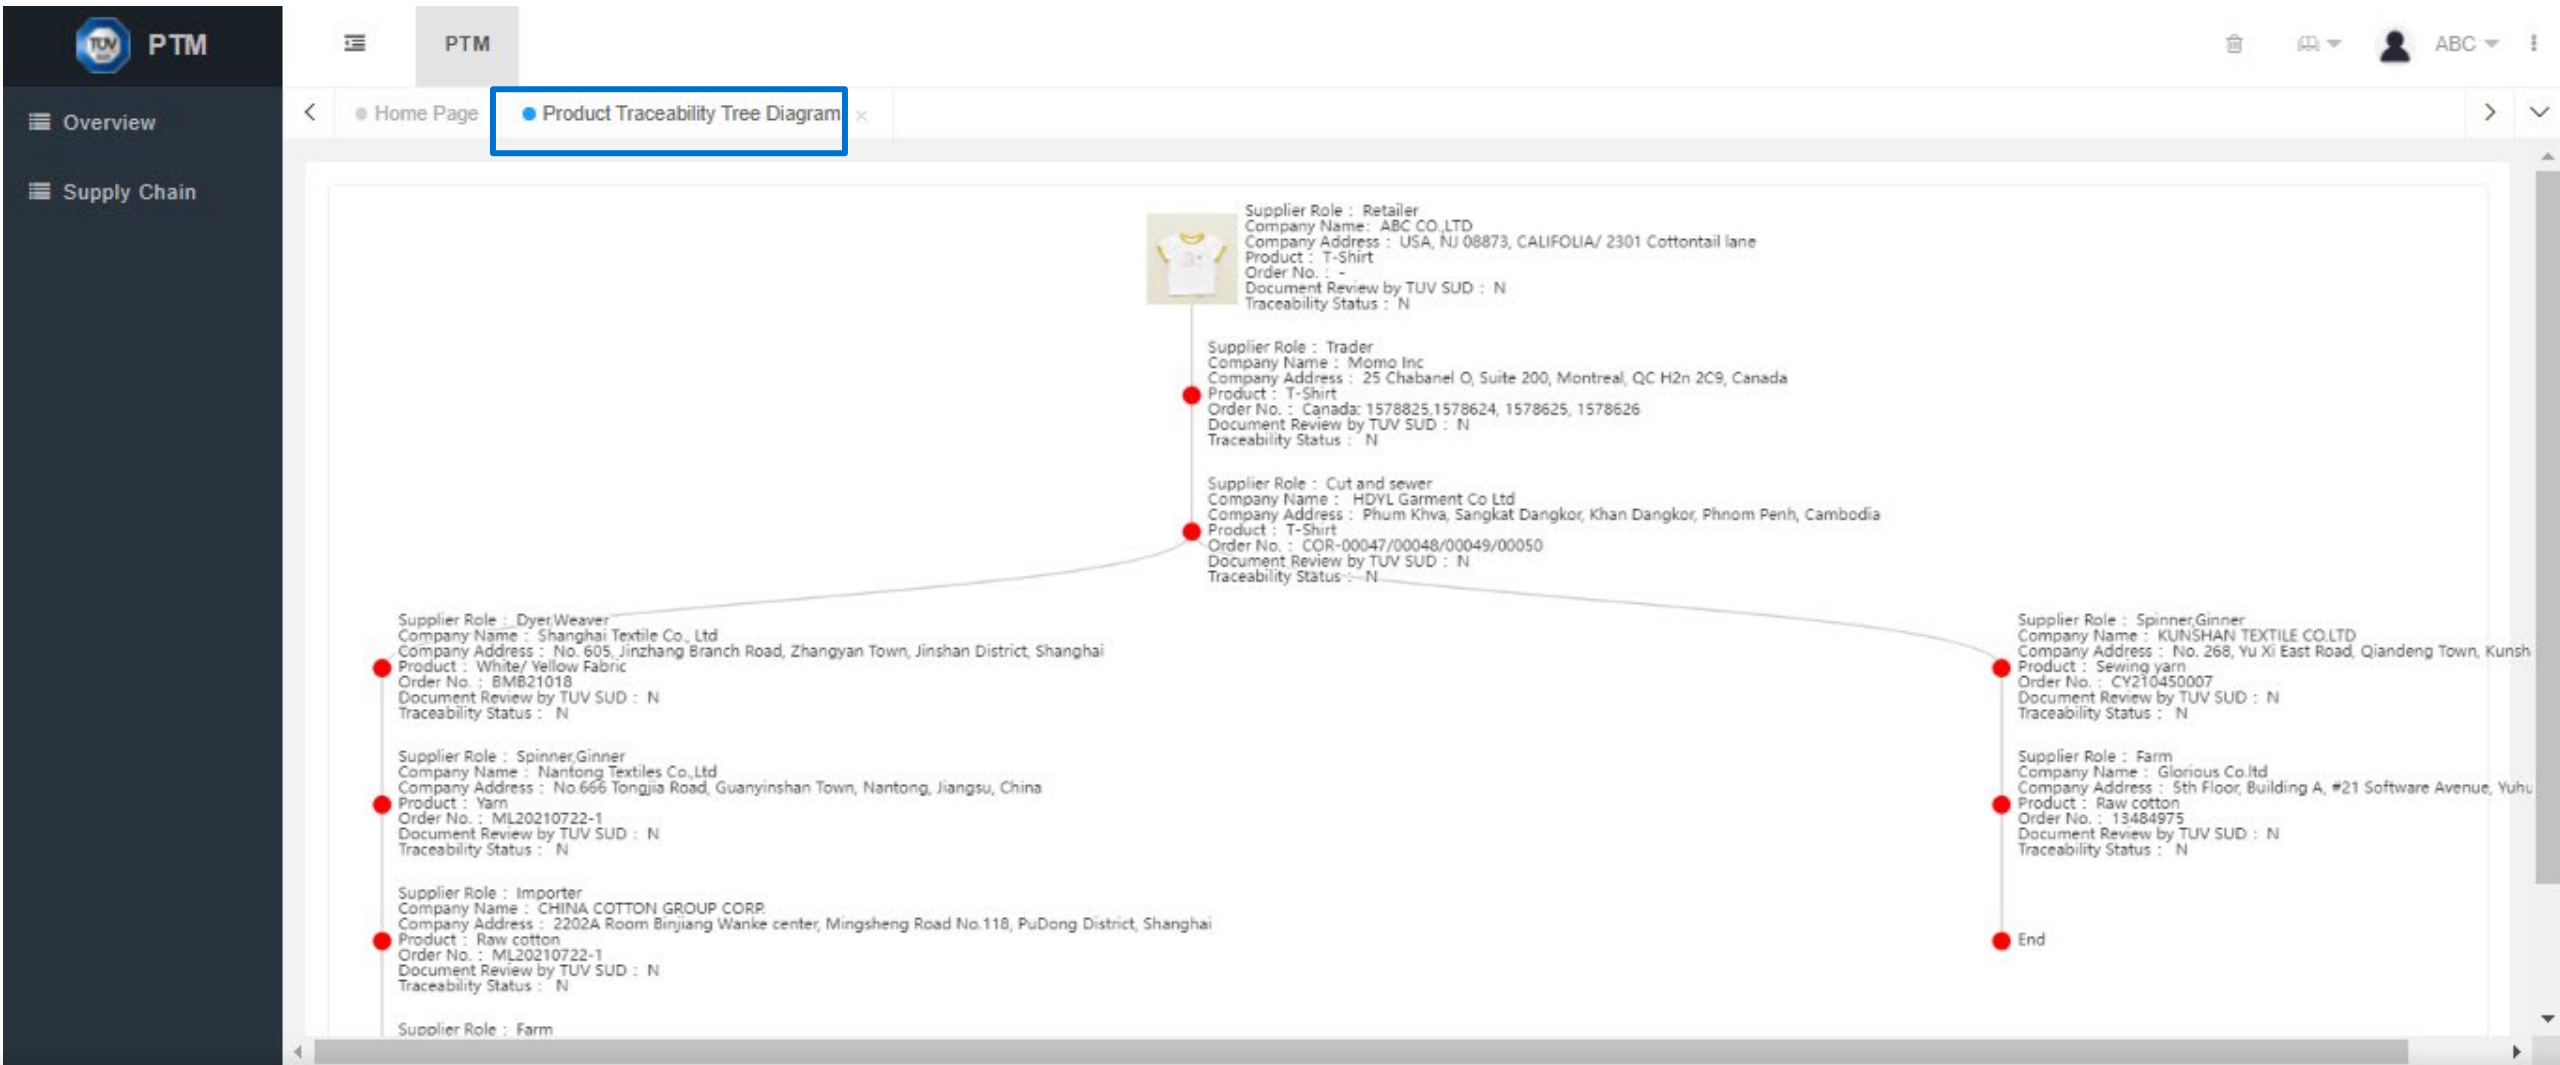 TUV
PTM
PTM
ABC
Overview
Supply Chain
Home Page
Product Traceability Tree Diagram
Supplier Role : Retailer
Company Name: ABC CO.,LTD
Company Address : USA, NJ 08873, CALIFOLIA/ 2301 Cottontail lane
Product : T-Shirt
Order No. : -
Document Review by TUV SUD : N
Traceability Status : N
Supplier Role : Trader
Company Name : Momo Inc
Company Address : 25 Chabanel O, Suite 200, Montreal, QC H2n 2C9, Canada
Product : T-Shirt
Order No. : Canada: 1578825,1578624, 1578625, 1578626
Document Review by TUV SUD : N
Traceability Status : N
Supplier Role : Cut and sewer
Company Name : HDYL Garment Co Ltd
Company Address : Phum Khva, Sangkat Dangkor, Khan Dangkor, Phnom Penh, Cambodia
Product : T-Shirt
Order No. : COR-00047/00048/00049/00050
Document Review by TUV SUD : N
Traceability Status : N
Supplier Role : Dyer,Weaver
Company Name : Shanghai Textile Co., Ltd
Company Address : No. 605, Jinzhang Branch Road, Zhangyan Town, Jinshan District, Shanghai
Product : White/ Yellow Fabric
Order No. : BMB21018
Document Review by TUV SUD : N
Traceability Status : N
Supplier Role : Spinner,Ginner
Company Name : Nantong Textiles Co.,Ltd
Company Address : No.666 Tongjia Road, Guanyinshan Town, Nantong, Jiangsu, China
Product : Yarn
Order No. : ML20210722-1
Document Review by TUV SUD : N
Traceability Status : N
Supplier Role : Importer
Company Name : CHINA COTTON GROUP CORP.
Company Address : 2202A Room Binjiang Wanke center, Mingsheng Road No.118, PuDong District, Shanghai
Product : Raw cotton
Order No. : ML20210722-1
Document Review by TUV SUD : N
Traceability Status : N
Supplier Role : Farm
Supplier Role : Spinner,Ginner
Company Name : KUNSHAN TEXTILE CO.LTD
Company Address : No. 268, Yu Xi East Road, Qiandeng Town, Kunsh
Product : Sewing yarn
Order No. : CY210450007
Document Review by TUV SUD : N
Traceability Status : N
Supplier Role : Farm
Company Name : Glorious Co.ltd
Company Address : 5th Floor, Building A, #21 Software Avenue, Yuhu
Product : Raw cotton
Order No. : 13484975
Document Review by TUV SUD : N
Traceability Status : N
End